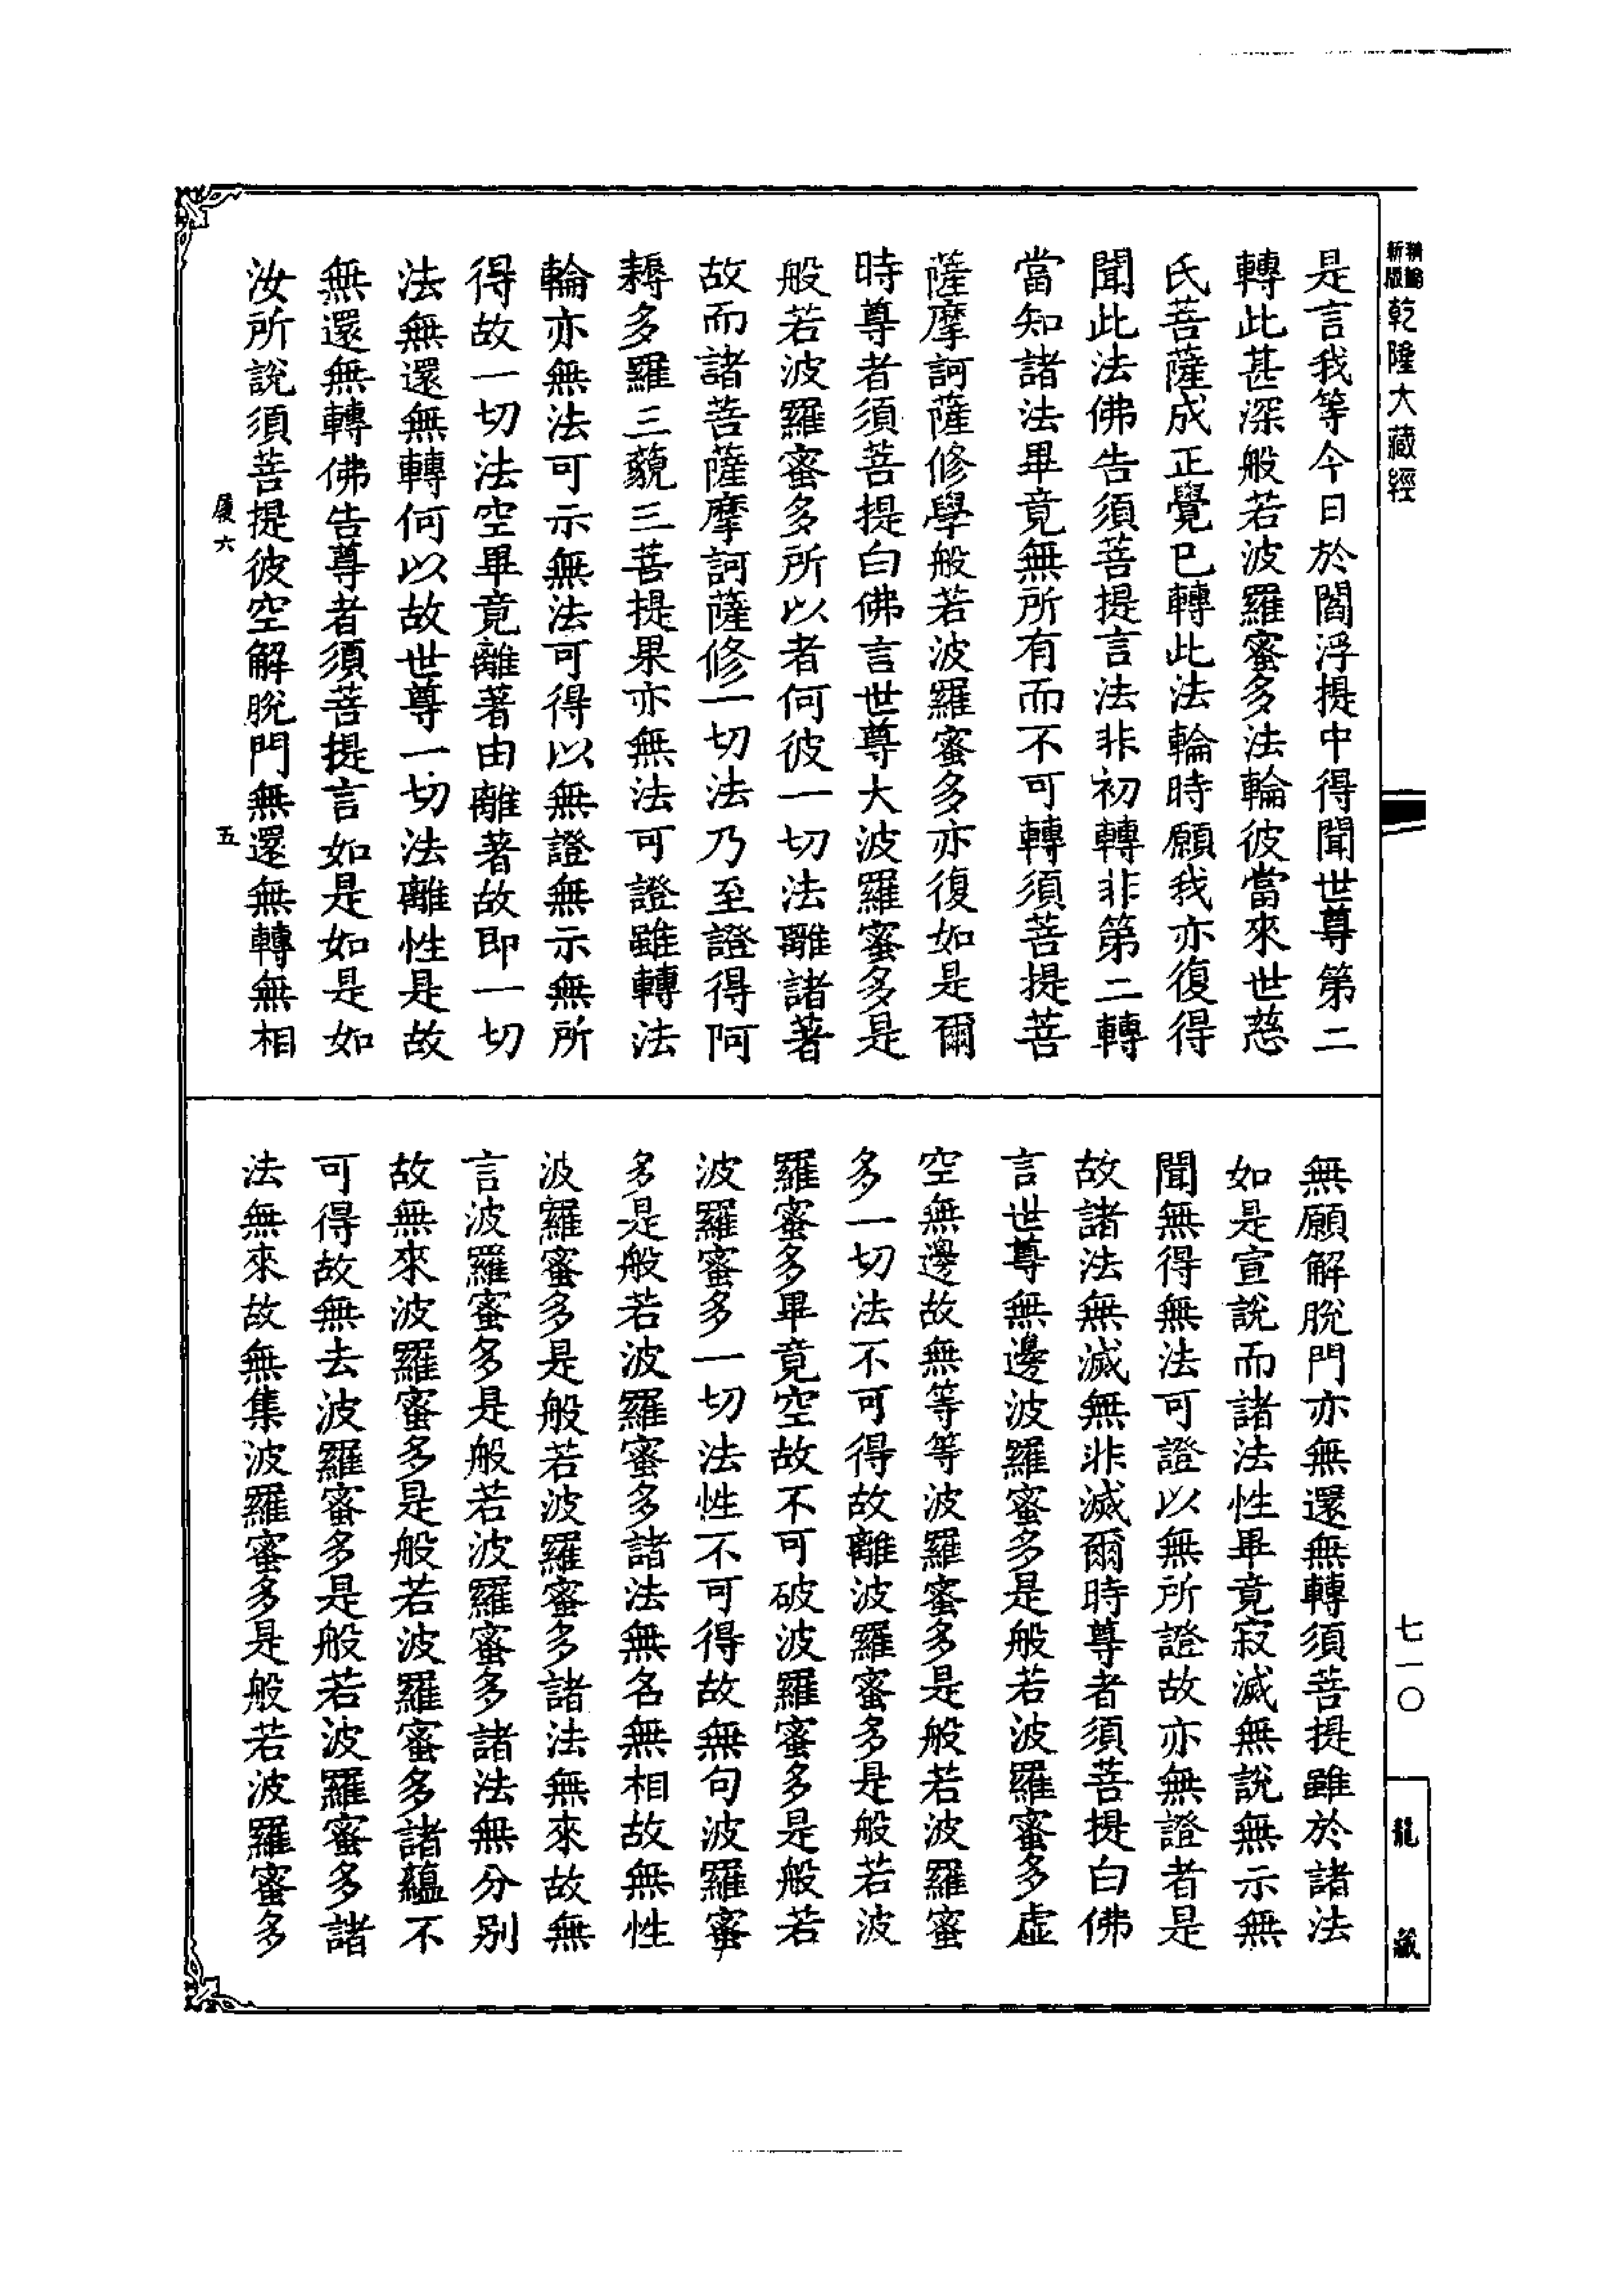 新版
精縮
乾隆大藏經
是言我等今日於閻浮提中得聞世尊第二
轉此甚深般若波羅蜜多法輪彼當來世慈
氏菩薩成正覺已轉此法輪時願我亦復得
聞此法佛告須菩提言法非初轉非第二轉
當知諸法畢竟無所有而不可轉須菩提菩
薩摩訶薩修學般若波羅蜜多亦復如是爾
時尊者須菩提白佛言世尊大波羅蜜多是
般若波羅蜜多所以者何彼一切法離諸著
故而諸菩薩摩訶薩修一切法乃至證得阿
耨多羅三藐三菩提果亦無法可證雖轉法
輪亦無法可示無法可得以無證無示無所
得故一切法空畢竟離著由離著故即一切
法無還無轉何以故世尊一切法離性是故
無還無轉佛告尊者須菩提言如是如是如
汝所說須菩提彼空解脫門無還無轉無相
無願解脫門亦無還無轉須菩提雖於諸法
如是宣說而諸法性畢竟寂滅無說無示無
聞無得無法可證以無所證故亦無證者是
故諸法無滅無非滅爾時尊者須菩提白佛
言世尊無邊波羅蜜多是般若波羅蜜多虛
空無邊故無等等波羅蜜多是般若波羅蜜
多一切法不可得故離波羅蜜多是般若波
羅蜜多畢竟空故不可破波羅蜜多是般若
波羅蜜多一切法性不可得故無句波羅蜜
多是般若波羅蜜多諸法無名無相故無性
波羅蜜多是般若波羅蜜多諸法無來故無
言波羅蜜多是般若波羅蜜多諸法無分別
故無來波羅蜜多是般若波羅蜜多諸蘊不
可得故無去波羅蜜多是般若波羅蜜多諸
法無來故無集波羅蜜多是般若波羅蜜多
六
五
七一〇
龍藏